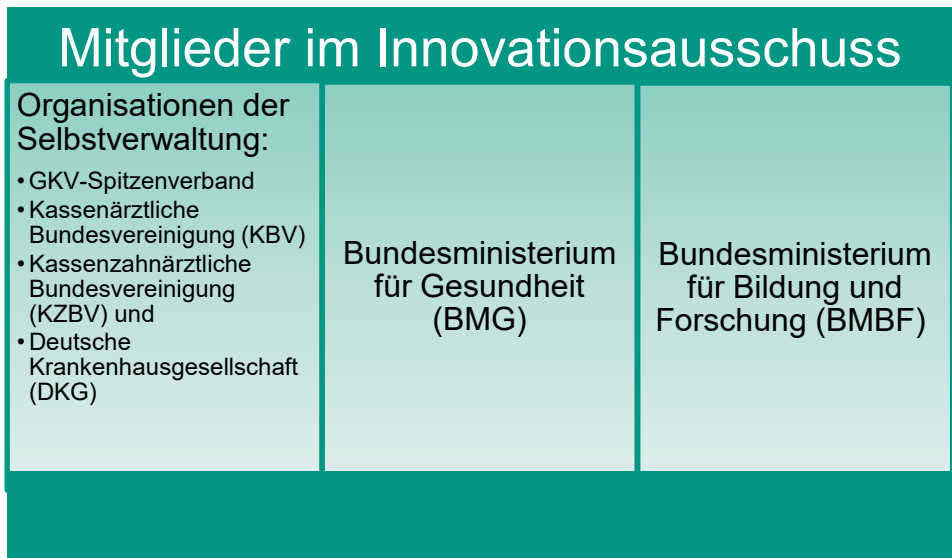 Mitglieder im Innovationsausschuss
Organisationen der
Selbstverwaltung:
• GKV-Spitzenverband
• Kassenärztliche
Bundesvereinigung (KBV)
• Kassenzahnärztliche
Bundesvereinigung
(KZBV) und
• Deutsche
Krankenhausgesellschaft
(DKG)
Bundesministerium
für Gesundheit
(BMG)
Bundesministerium
für Bildung und
Forschung (BMBF)